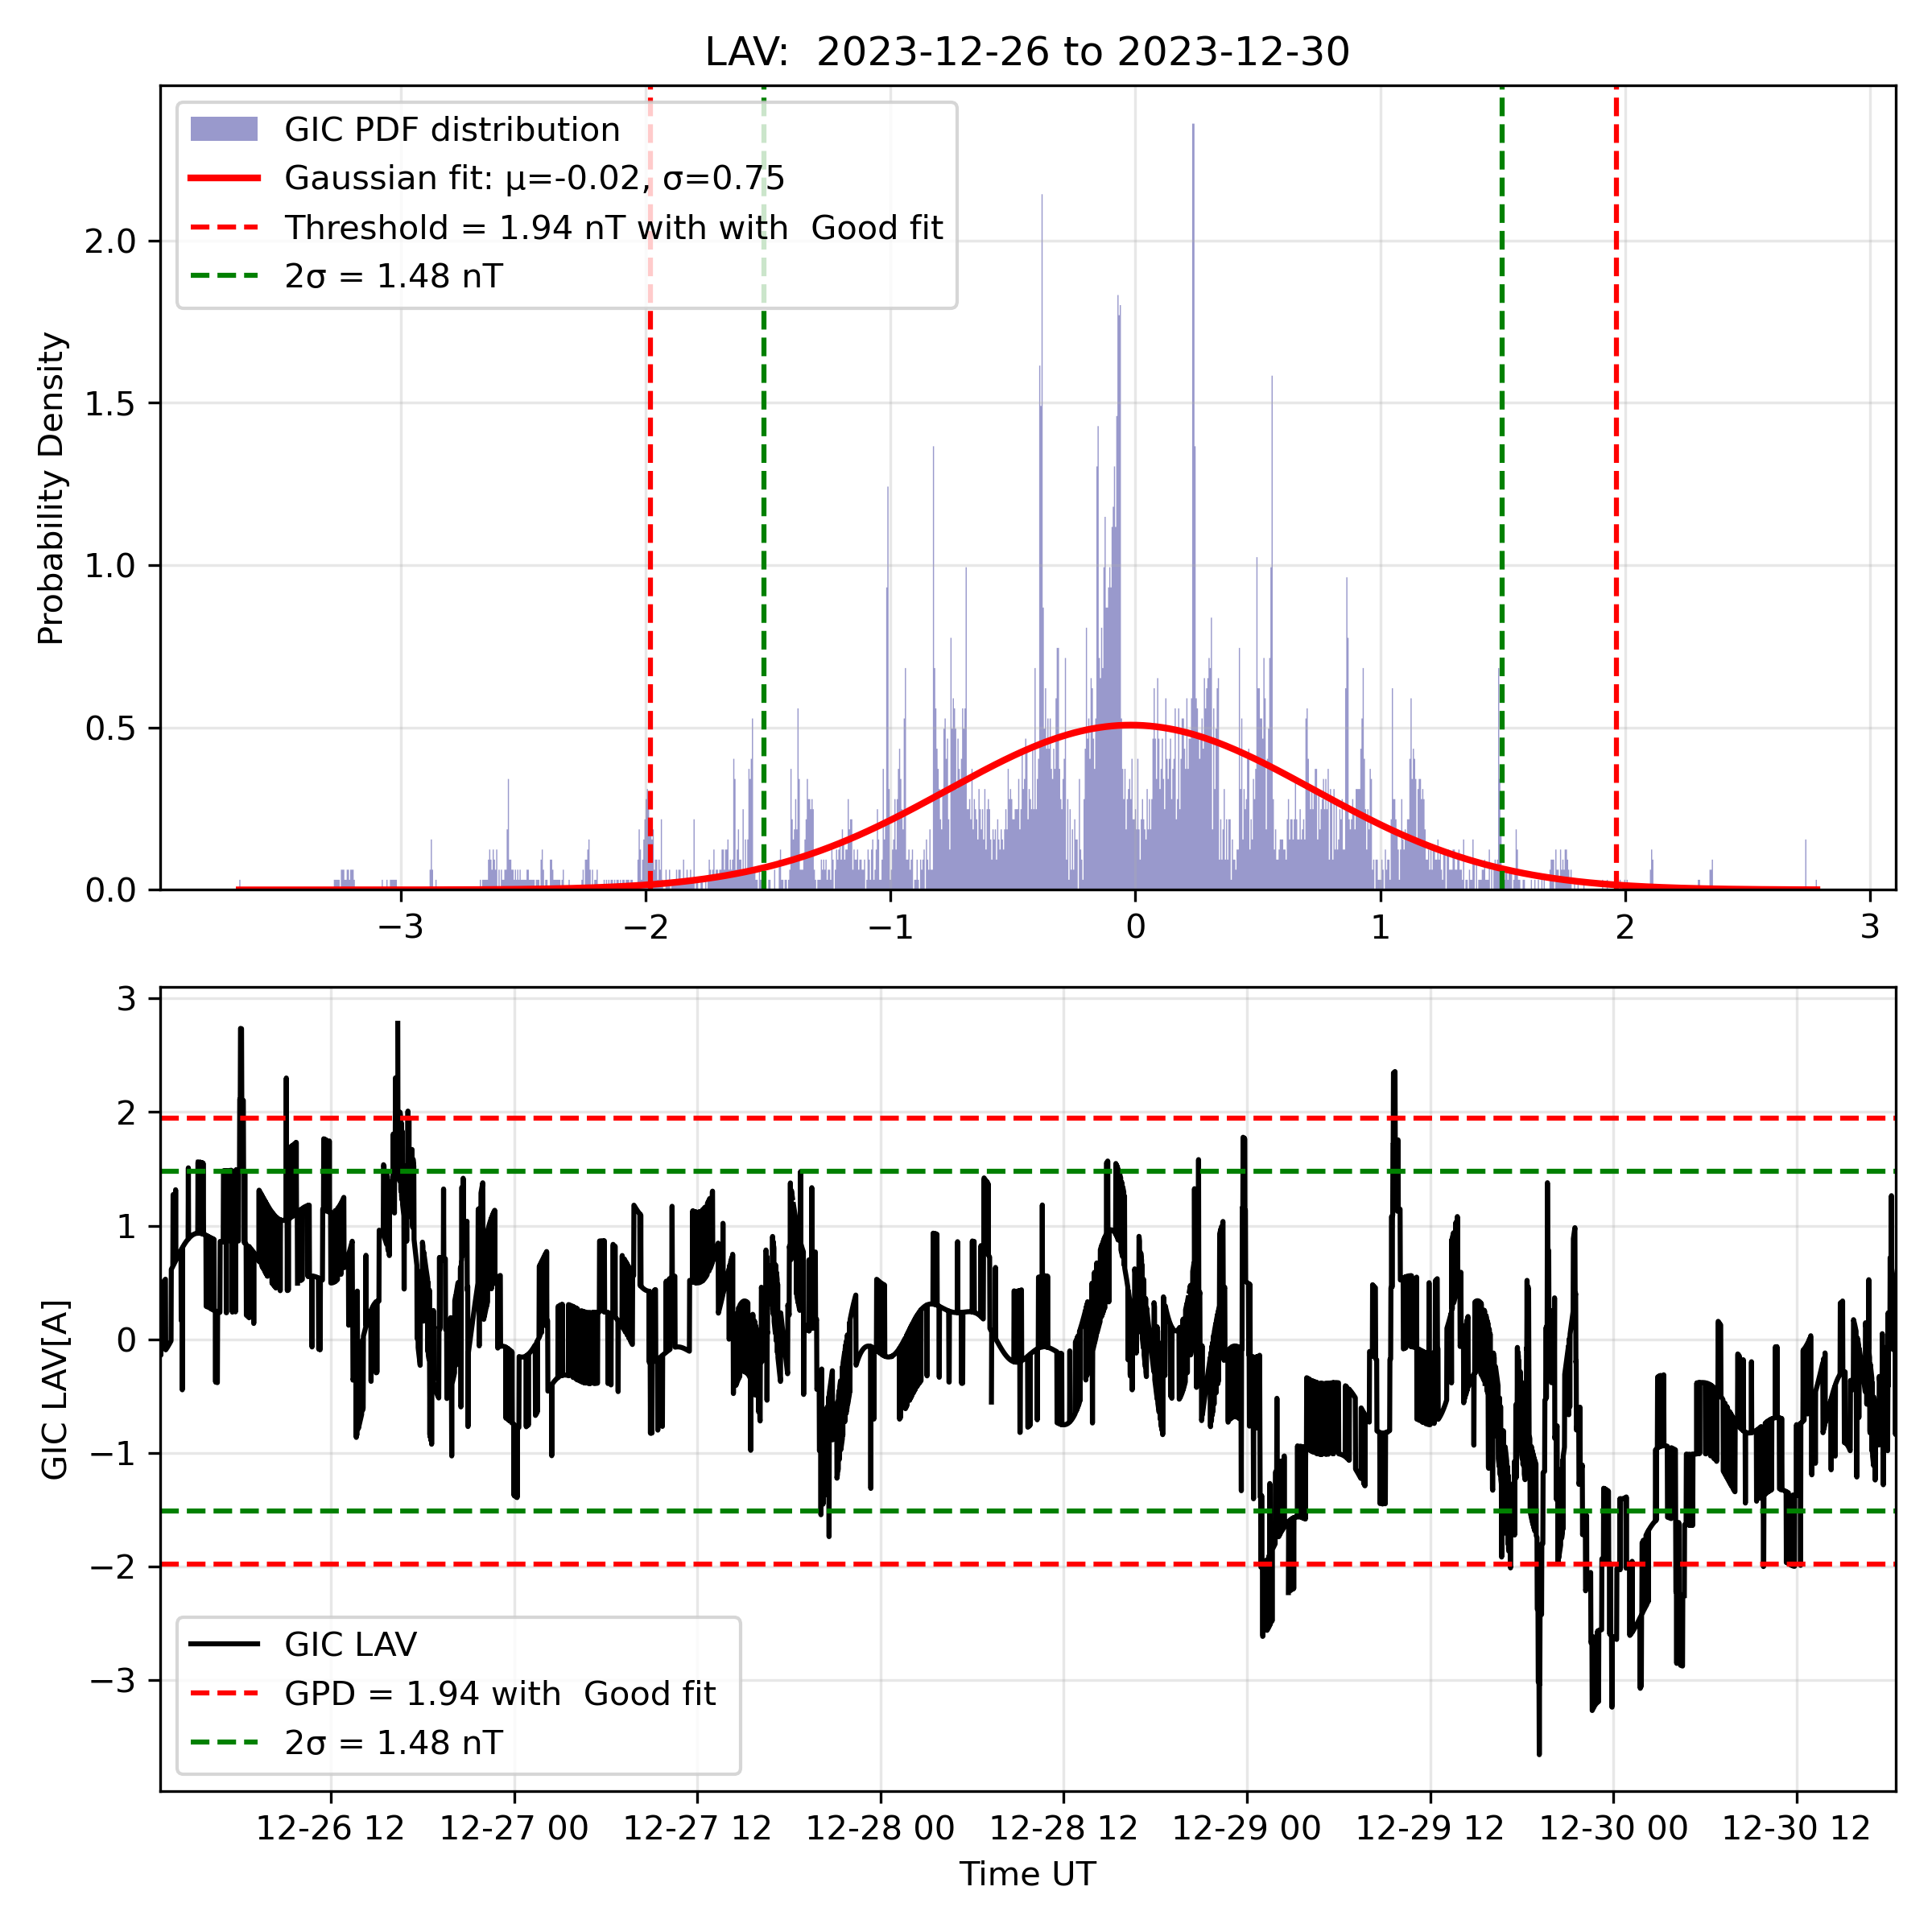 LAV:  2023-12-26 to 2023-12-30
GIC PDF distribution
Gaussian fit: μ=-0.02, σ=0.75
Threshold = 1.94 nT with with  Good fit
2σ = 1.48 nT
Probability Density
2.0
1.5
1.0
0.5
0.0
−3 −2 −1 0 1 2 3
GIC LAV[A]
3
2
1
0
−1
−2
−3
GIC LAV
GPD = 1.94 with  Good fit
2σ = 1.48 nT
12-26 12 12-27 00 12-27 12 12-28 00 12-28 12 12-29 00 12-29 12 12-30 00 12-30 12
Time UT